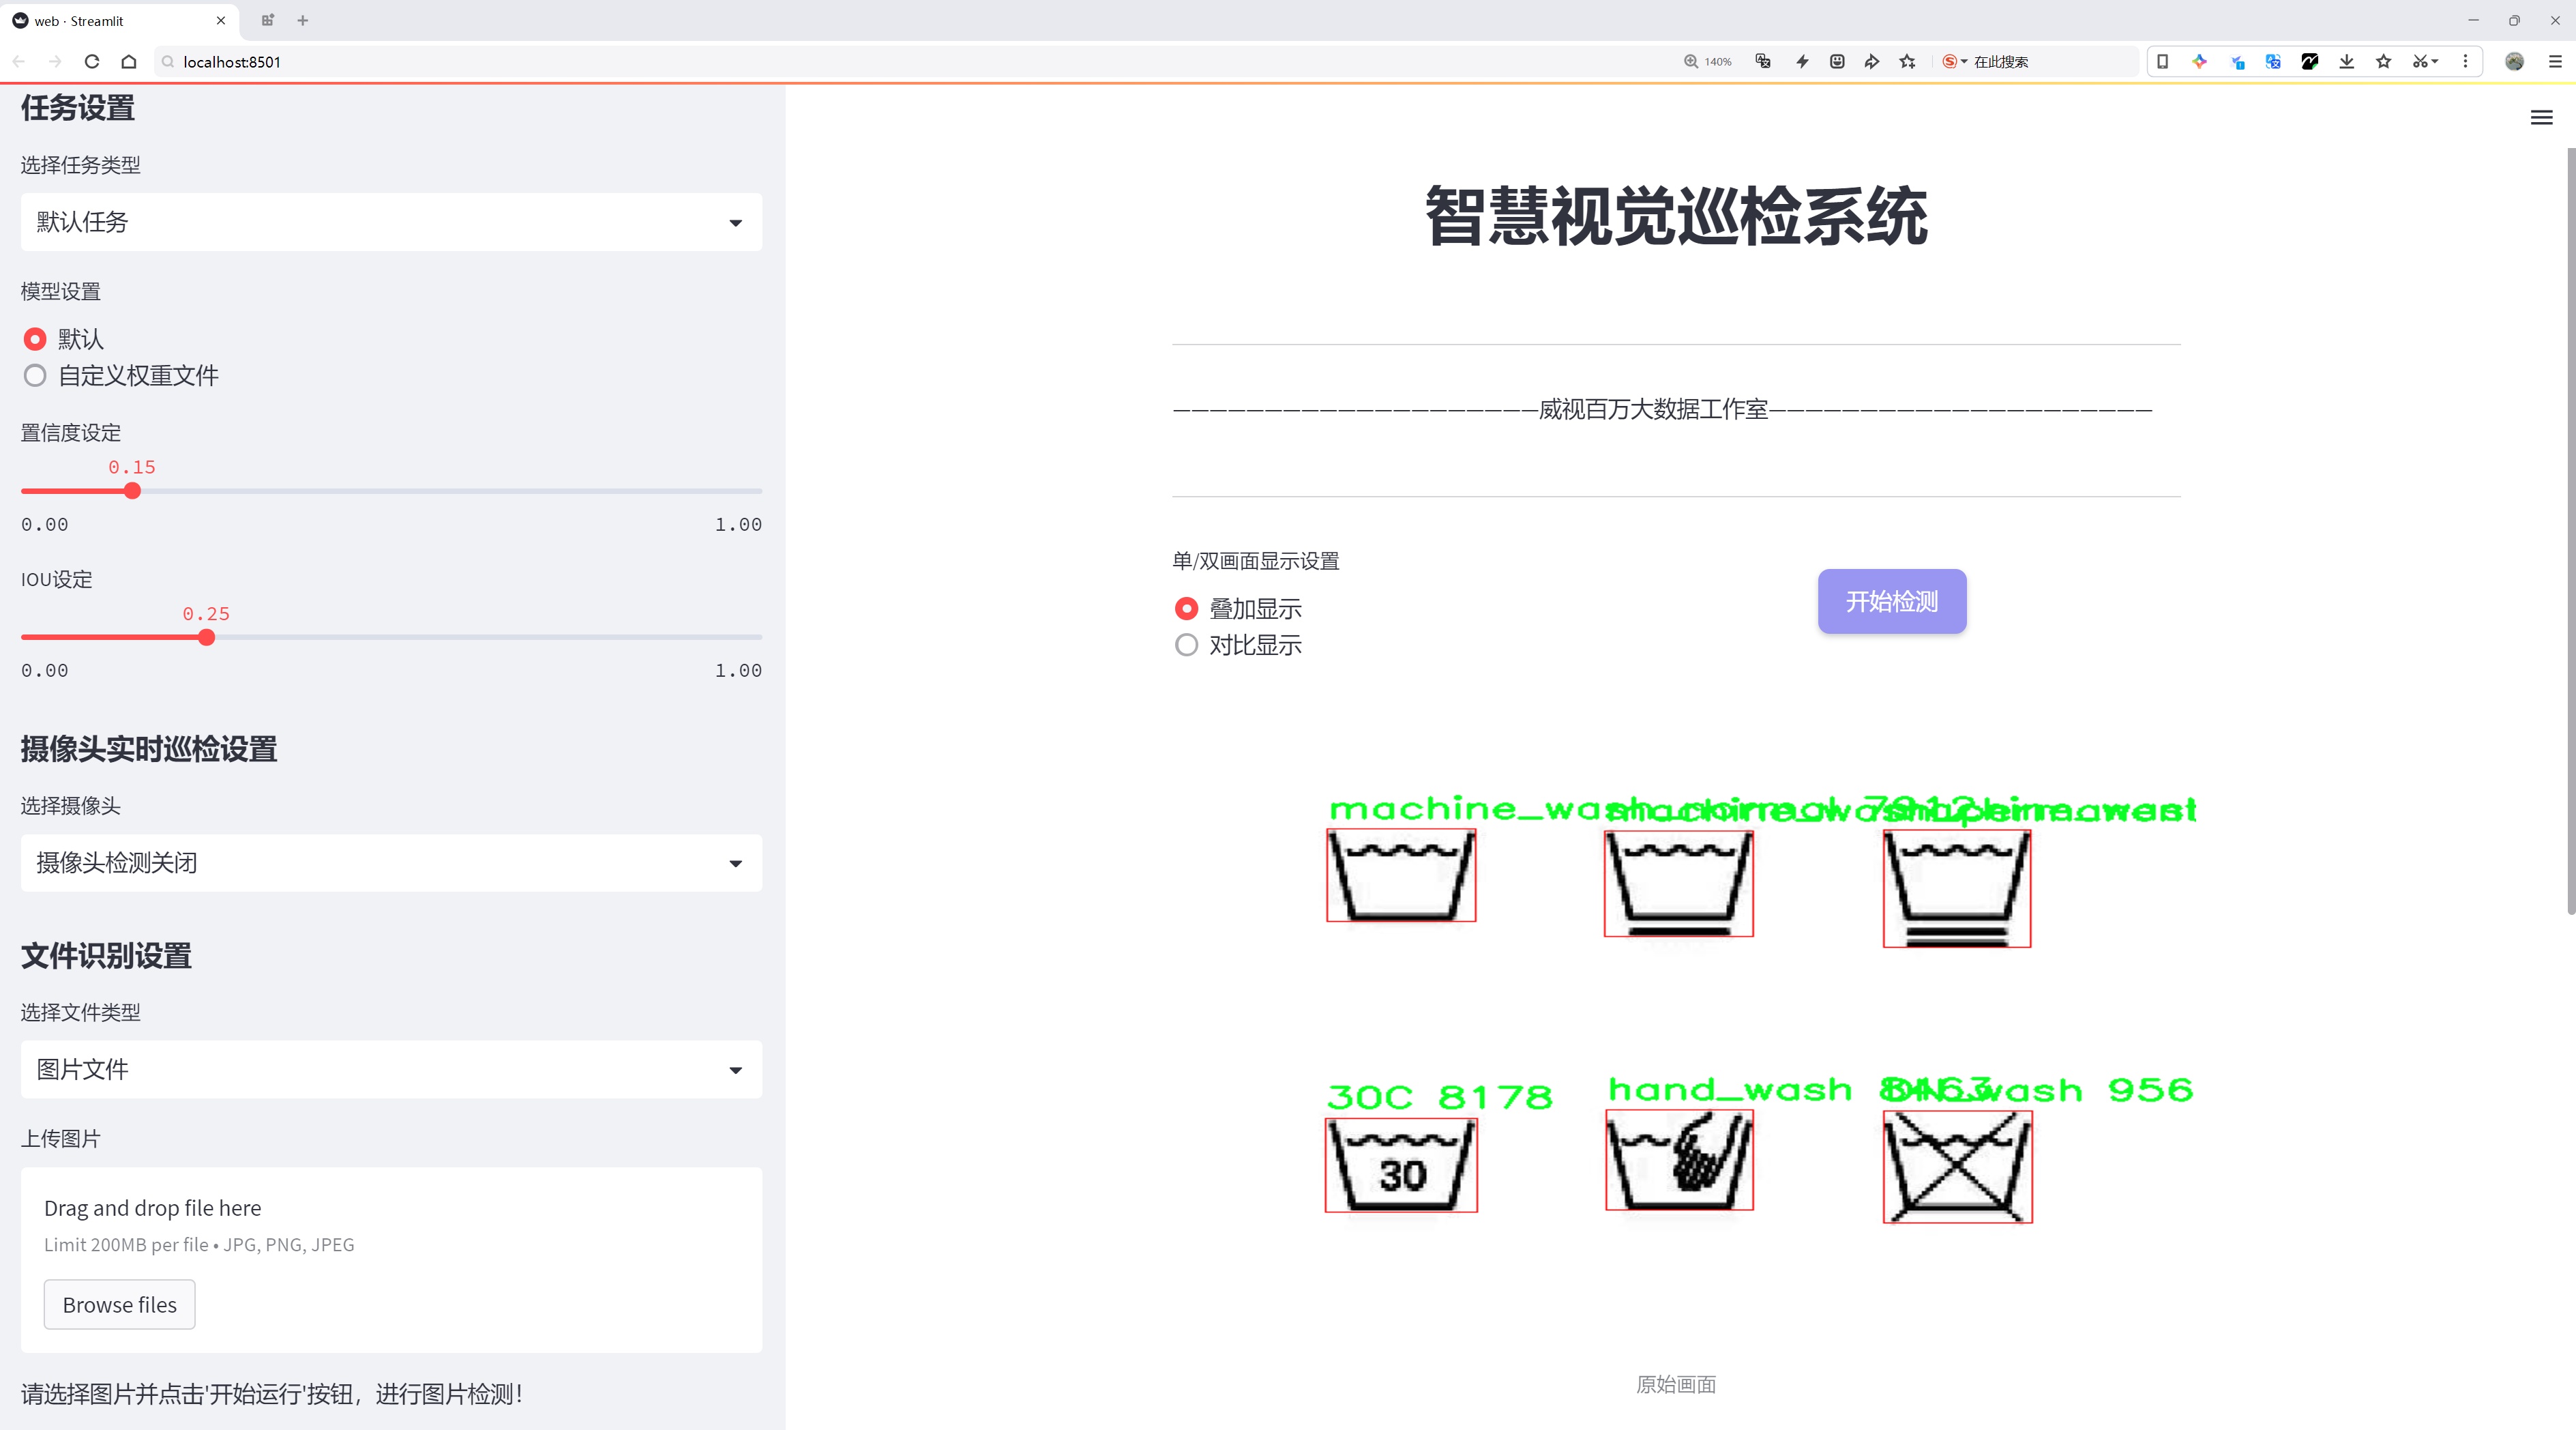 web · Streamlit
localhost:8501
140%
在此搜索
任务设置
选择任务类型
默认任务
模型设置
默认
自定义权重文件
置信度设定
0.15
0.00 1.00
IOU设定
0.25
0.00 1.00
摄像头实时巡检设置
选择摄像头
摄像头检测关闭
文件识别设置
选择文件类型
图片文件
上传图片
Drag and drop file here
Limit 200MB per file • JPG, PNG, JPEG
Browse files
请选择图片并点击'开始运行'按钮，进行图片检测！
智慧视觉巡检系统
————————————————————威视百万大数据工作室—————————————————————
单/双画面显示设置
叠加显示
对比显示
开始检测
30C 8178
hand_wash
wash 956
30
原始画面